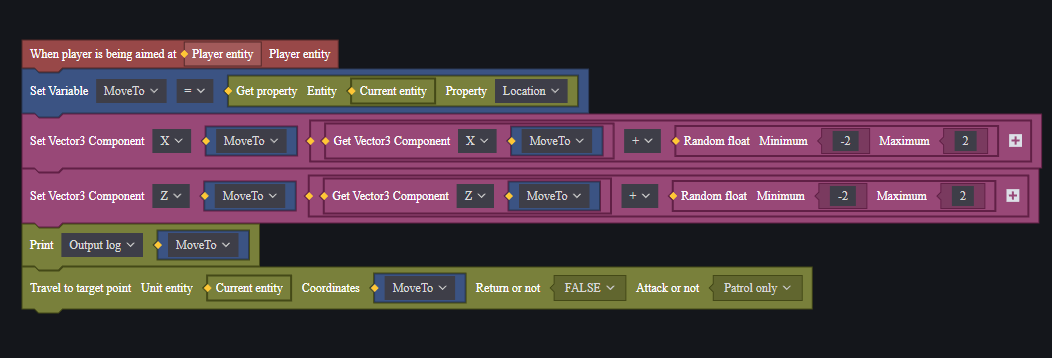 When player is being aimed at Player entity Player entity
Set Variable MoveTo = Get property Entity Current entity Property Location
Set Vector3 Component X MoveTo Get Vector3 Component X MoveTo + Random float Minimum -2 Maximum 2
Set Vector3 Component Z MoveTo Get Vector3 Component Z MoveTo + Random float Minimum -2 Maximum 2
Print Output log MoveTo
Travel to target point Unit entity Current entity Coordinates MoveTo Return or not FALSE Attack or not Patrol only